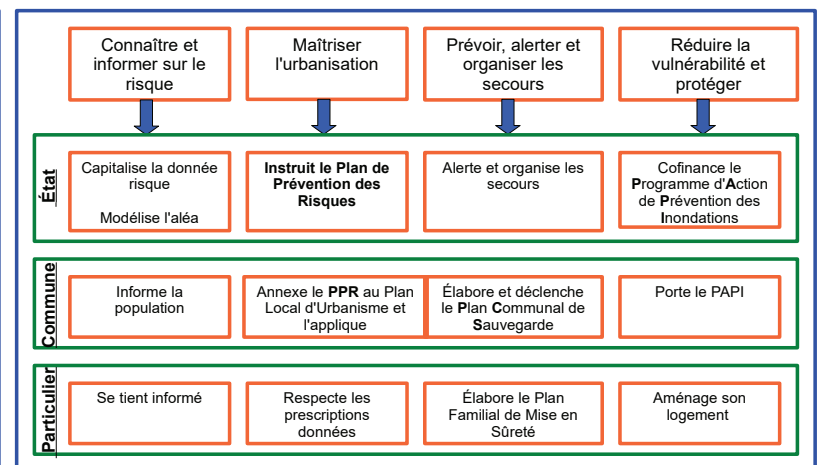 Connaître et
informer sur le
risque
Maîtriser
l'urbanisation
Prévoir, alerter et
organiser les
secours
Réduire la
vulnérabilité et
protéger
État
Capitalise la donnée
risque
Modélise l'aléa
Instruit le Plan de
Prévention des
Risques
Alerte et organise les
secours
Cofinance le
Programme d'Action
de Prévention des
Inondations
Commune
Informe la
population
Annexe le PPR au Plan
Local d'Urbanisme et
l'applique
Élabore et déclenche
le Plan Communal de
Sauvegarde
Porte le PAPI
Particulier
Se tient informé
Respecte les
prescriptions
données
Élabore le Plan
Familial de Mise en
Sûreté
Aménage son
logement